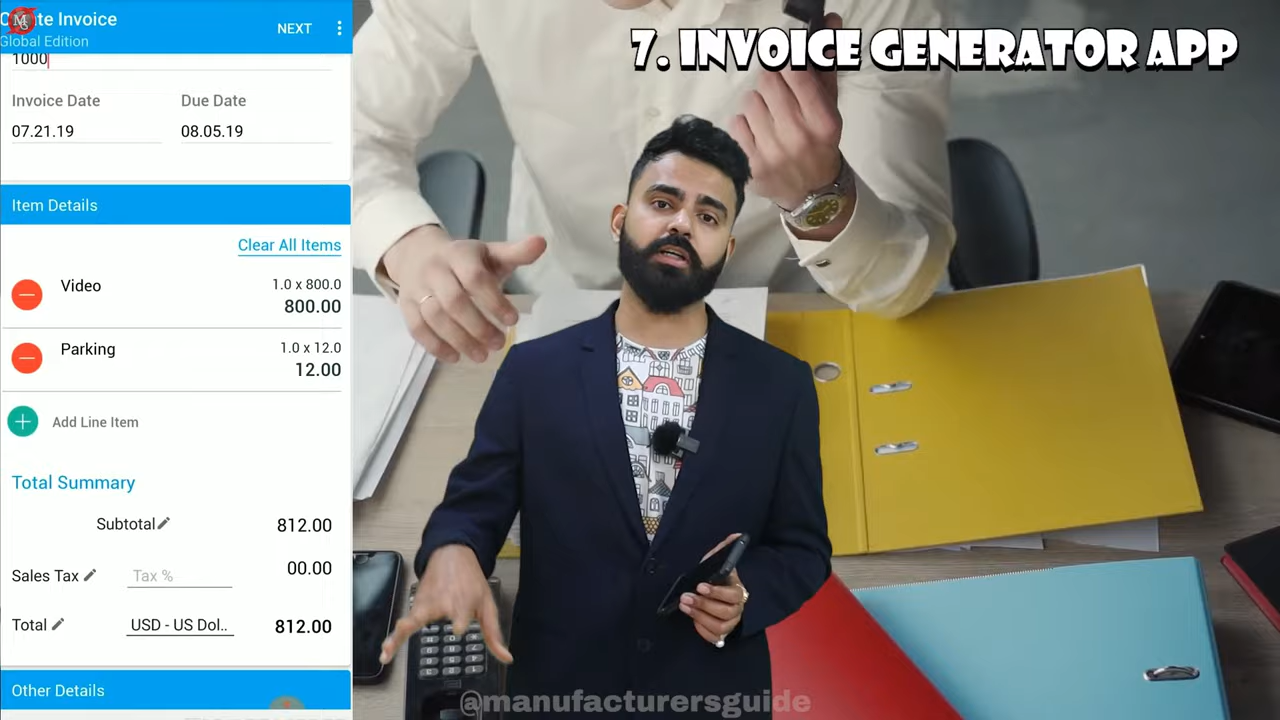 Create Invoice
Global Edition
NEXT
MS
7. INVOICE GENERATOR APP
1000
Invoice Date
Due Date
07.21.19
08.05.19
Item Details
Clear All Items
Video
1.0 x 800.0
800.00
Parking
1.0 x 12.0
12.00
Add Line Item
Total Summary
Subtotal
812.00
Sales Tax
Tax %
00.00
Total
USD - US Dol..
812.00
Other Details
@manufacturersguide